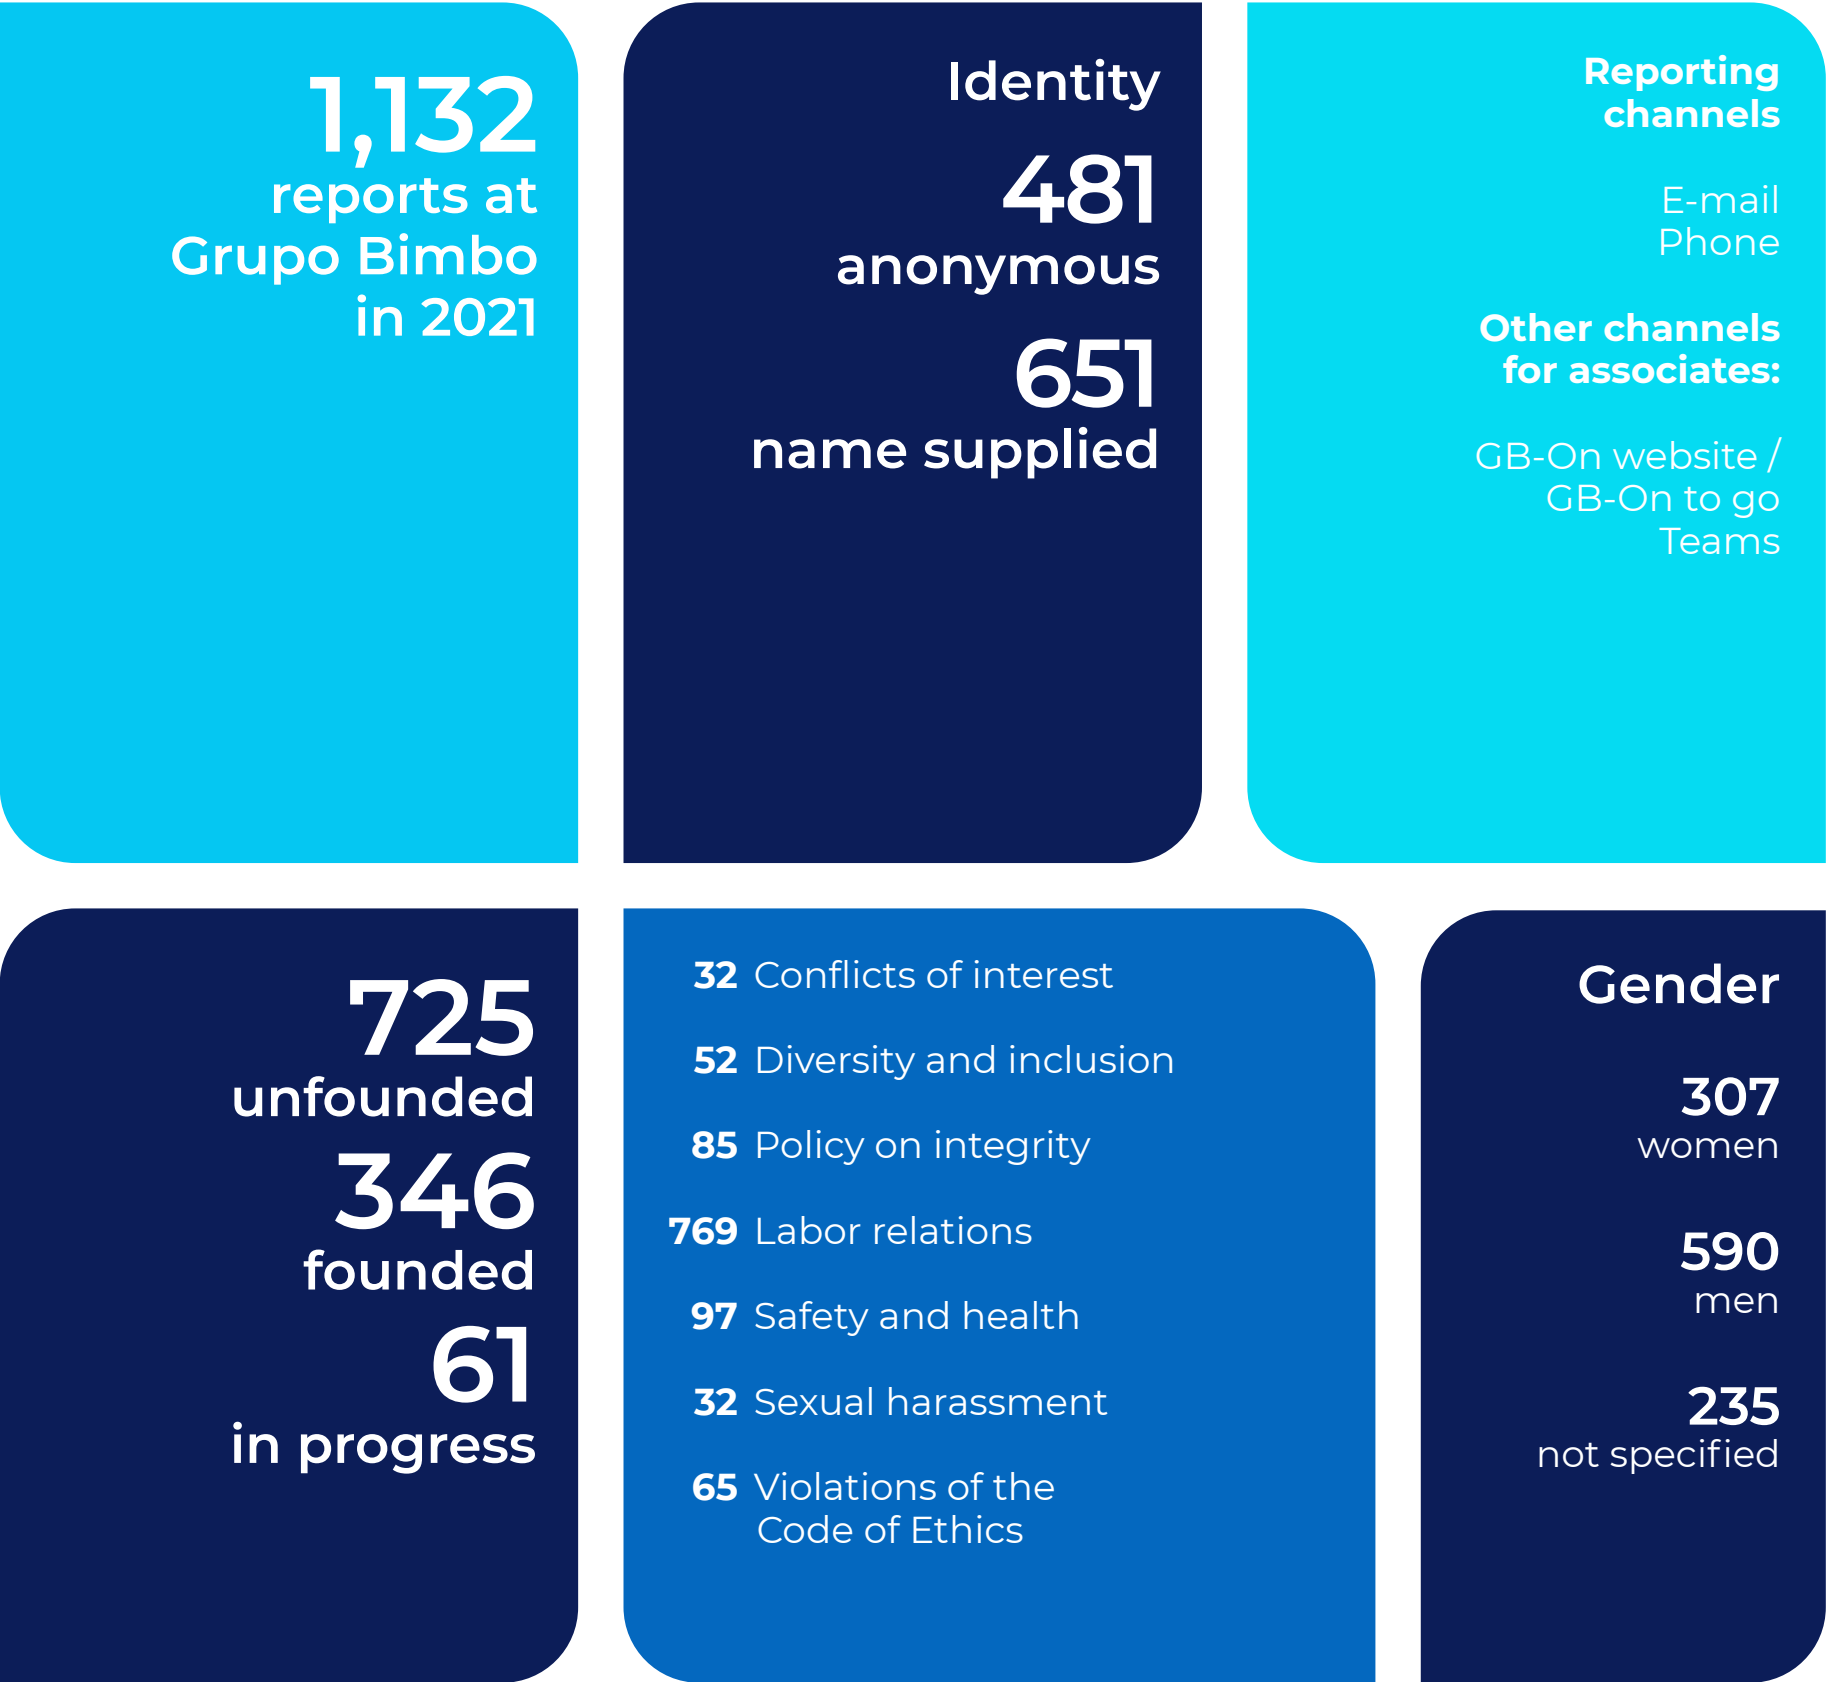 1,132
reports at
Grupo Bimbo
in 2021
Identity
481
anonymous
651
name supplied
Reporting
channels
E-mail
Phone
Other channels
for associates:
GB-On website /
GB-On to go
Teams
725
unfounded
346
founded
61
in progress
32 Conflicts of interest
52 Diversity and inclusion
85 Policy on integrity
769 Labor relations
97 Safety and health
32 Sexual harassment
65 Violations of the
Code of Ethics
Gender
307
women
590
men
235
not specified